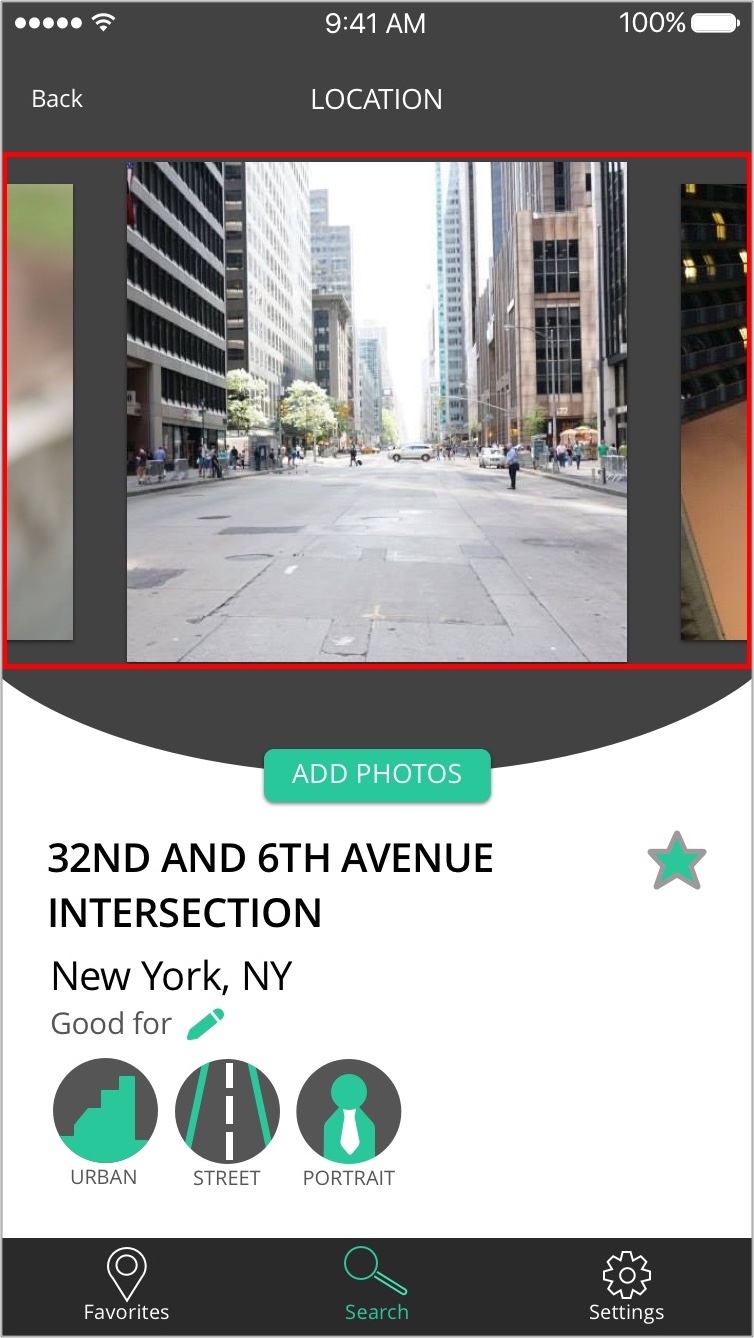 9:41 AM 100%
Back LOCATION
ADD PHOTOS
32ND AND 6TH AVENUE
INTERSECTION
New York, NY
Good for
URBAN STREET PORTRAIT
Favorites Search Settings